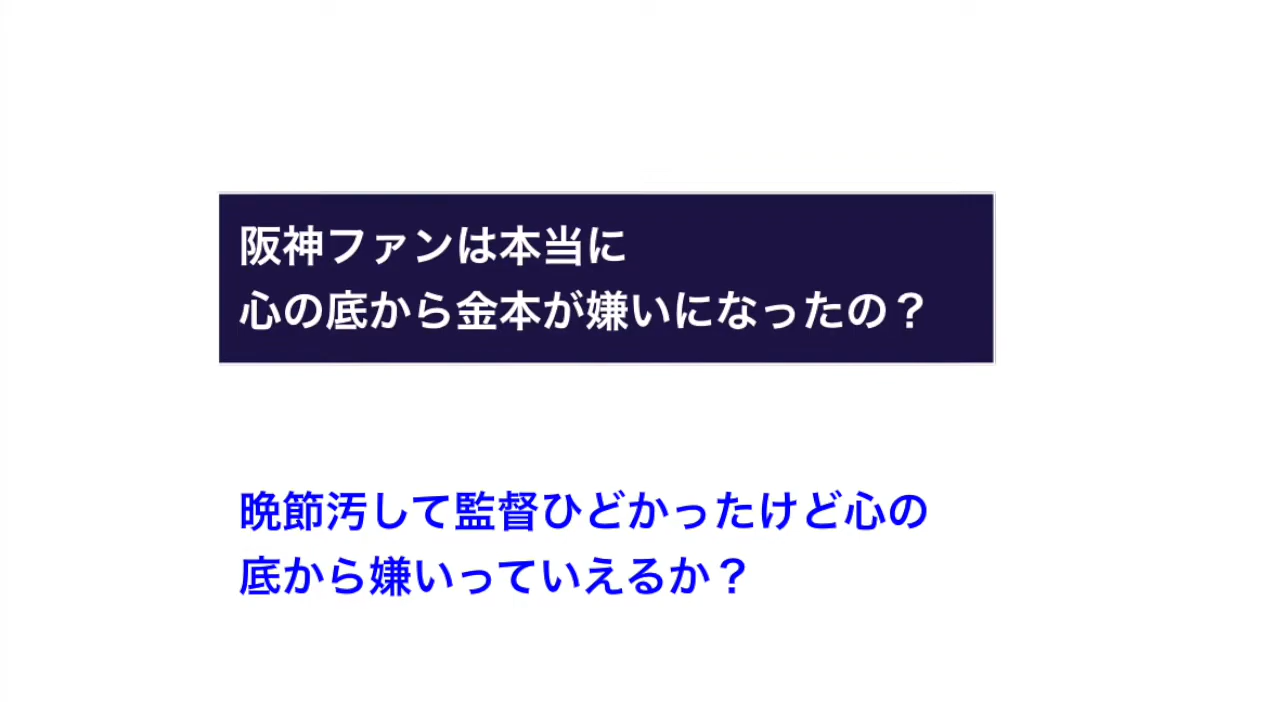 阪神ファンは本当に
心の底から金本が嫌いになったの？
晩節汚して監督ひどかったけど心の
底から嫌いっていえるか？